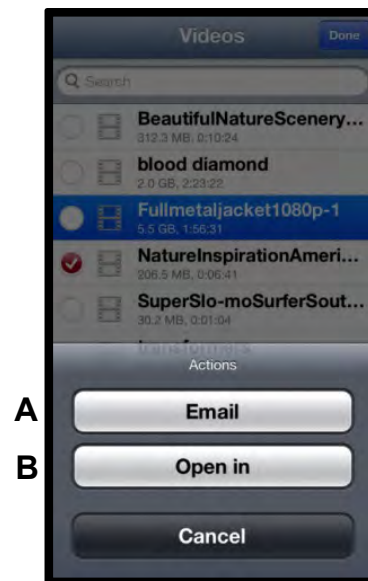 Videos Done
Search
BeautifulNatureScenery...
312.3 MB, 0:10:24
blood diamond
2.0 GB, 2:23:22
Fullmetaljacket1080p-1
5.5 GB, 1:56:31
NatureInspirationAmeri...
206.5 MB, 0:06:41
SuperSlo-moSurferSout...
30.2 MB, 0:01:04
transformers
Actions
A Email
B Open in
Cancel